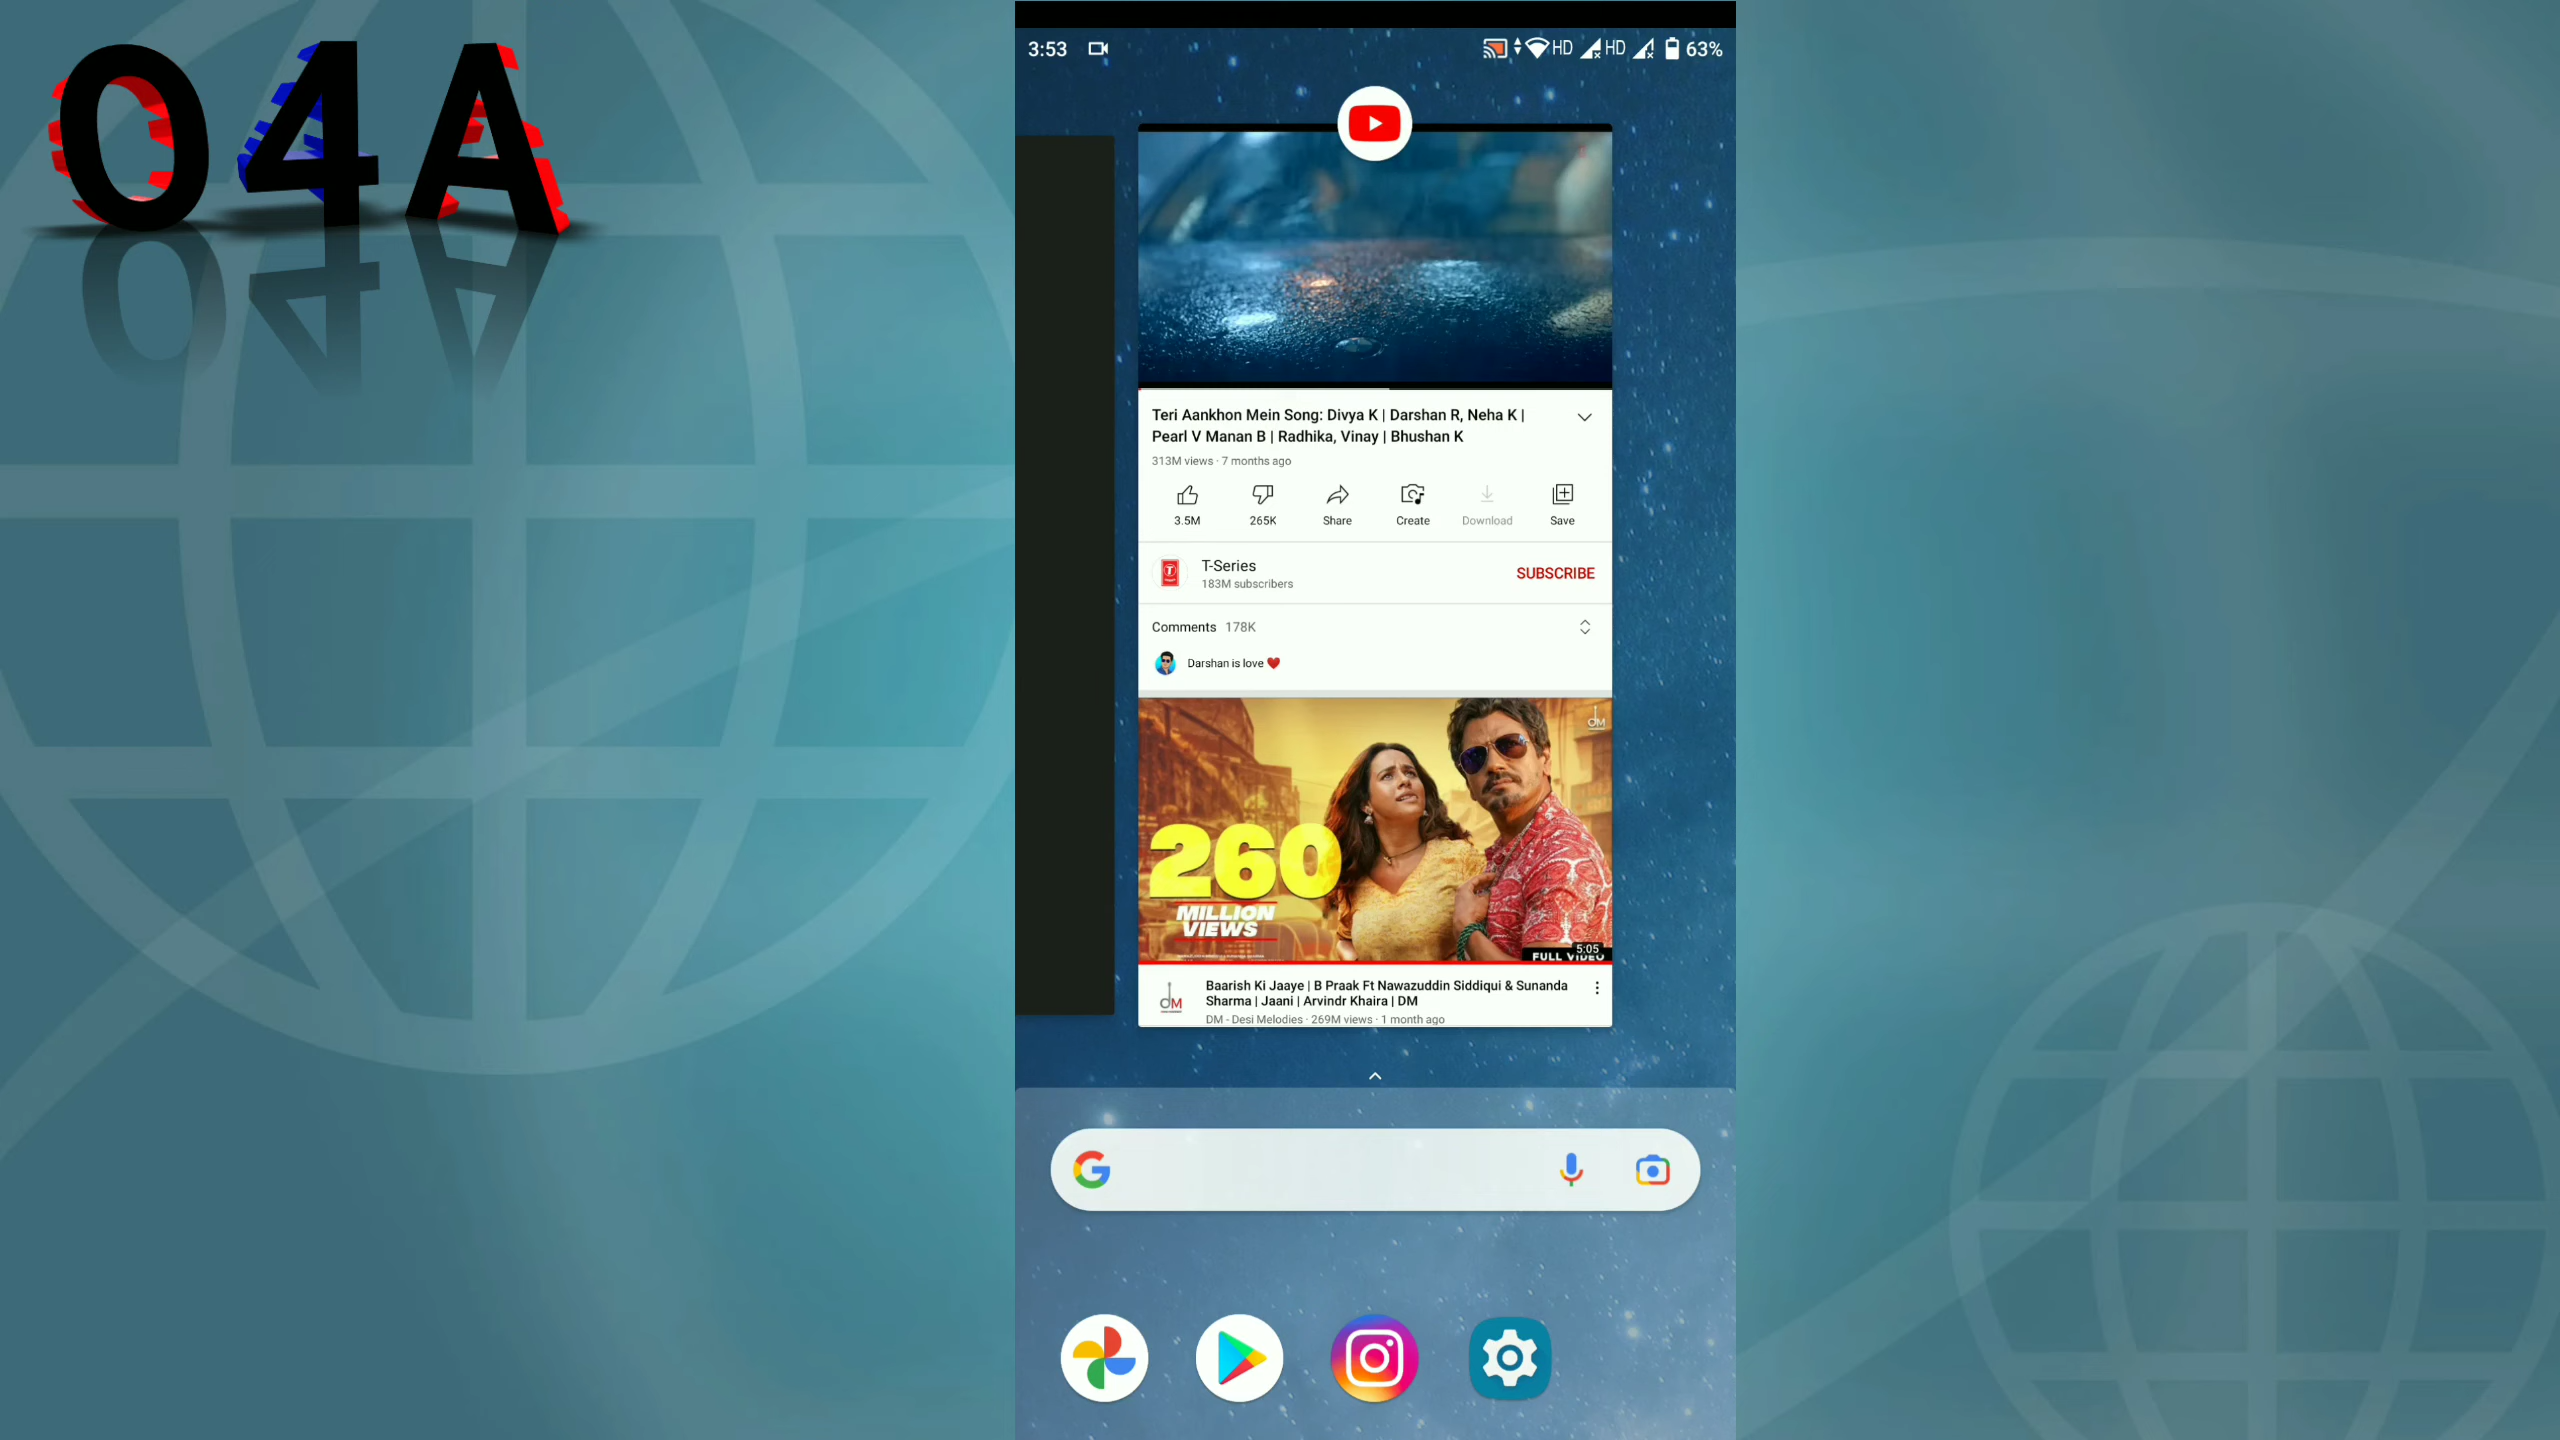 04A
3:53
HD HD 63%
Teri Aankhon Mein Song: Divya K | Darshan R, Neha K |
Pearl V Manan B | Radhika, Vinay | Bhushan K
313M views · 7 months ago
3.5M 265K Share Create Download Save
T-Series
183M subscribers
SUBSCRIBE
Comments 178K
Darshan is love ❤️
DM
260
MILLION
VIEWS
5:05
FULL VIDEO
DM
Baarish Ki Jaaye | B Praak Ft Nawazuddin Siddiqui & Sunanda
Sharma | Jaani | Arvindr Khaira | DM
DM - Desi Melodies · 269M views · 1 month ago